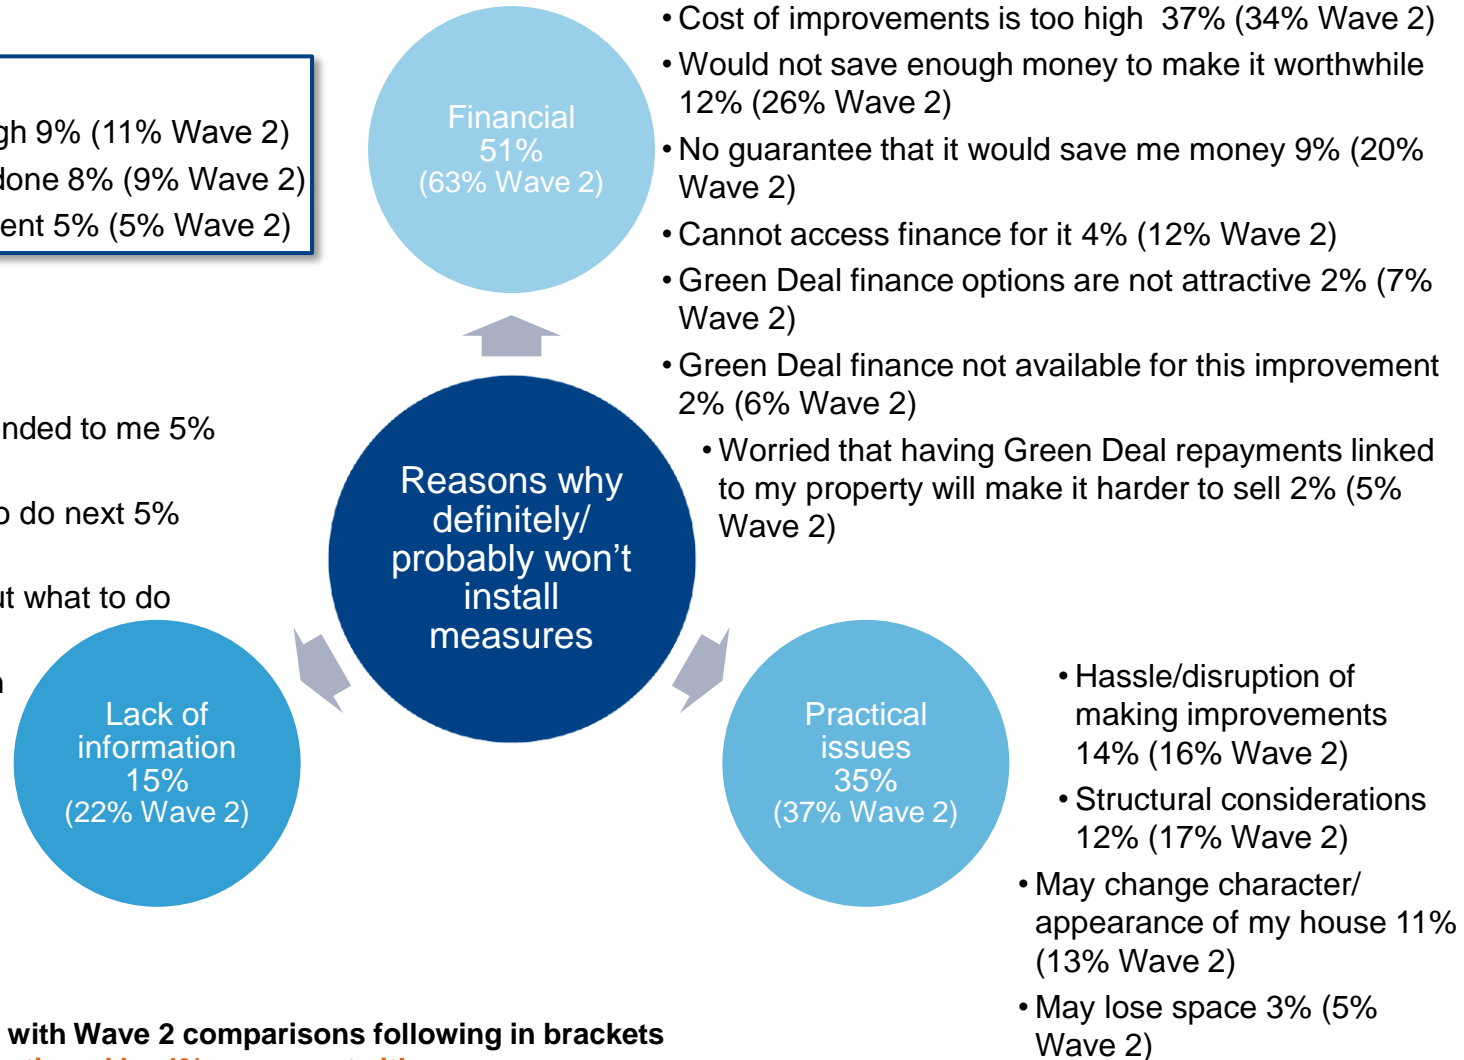 gh 9% (11% Wave 2)
done 8% (9% Wave 2)
ent 5% (5% Wave 2)
Financial
51%
(63% Wave 2)
• Cost of improvements is too high 37% (34% Wave 2)
• Would not save enough money to make it worthwhile
12% (26% Wave 2)
• No guarantee that it would save me money 9% (20%
Wave 2)
• Cannot access finance for it 4% (12% Wave 2)
• Green Deal finance options are not attractive 2% (7%
Wave 2)
• Green Deal finance not available for this improvement
2% (6% Wave 2)
• Worried that having Green Deal repayments linked
to my property will make it harder to sell 2% (5%
Wave 2)
nded to me 5%
o do next 5%
ut what to do
Reasons why
definitely/
probably won't
install
measures
Lack of
information
15%
(22% Wave 2)
Practical
issues
35%
(37% Wave 2)
• Hassle/disruption of
making improvements
14% (16% Wave 2)
• Structural considerations
12% (17% Wave 2)
• May change character/
appearance of my house 11%
(13% Wave 2)
• May lose space 3% (5%
Wave 2)
with Wave 2 comparisons following in brackets